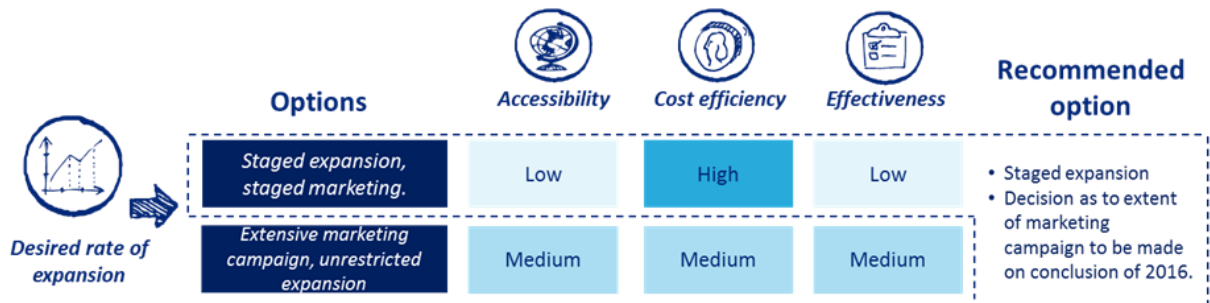 Options
Accessibility
Cost efficiency
Effectiveness
Recommended
option
Desired rate of
expansion
Staged expansion,
staged marketing.
Low
High
Low
Extensive marketing
campaign, unrestricted
expansion
Medium
Medium
Medium
• Staged expansion
• Decision as to extent
of marketing
campaign to be made
on conclusion of 2016.